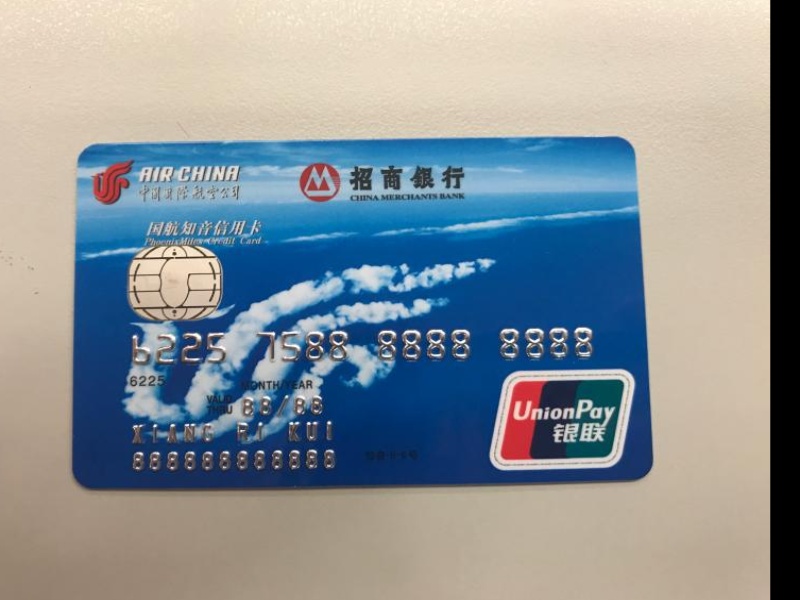 AIR CHINA
中国国际航空公司
招商银行
CHINA MERCHANTS BANK
国航知音信用卡
PhoenixMiles Credit Card
6225 7588 8888 8888
6225
MONTH/YEAR
VALID THRU 88/88
XIANG RI KUI
888888888888
UnionPay
银联